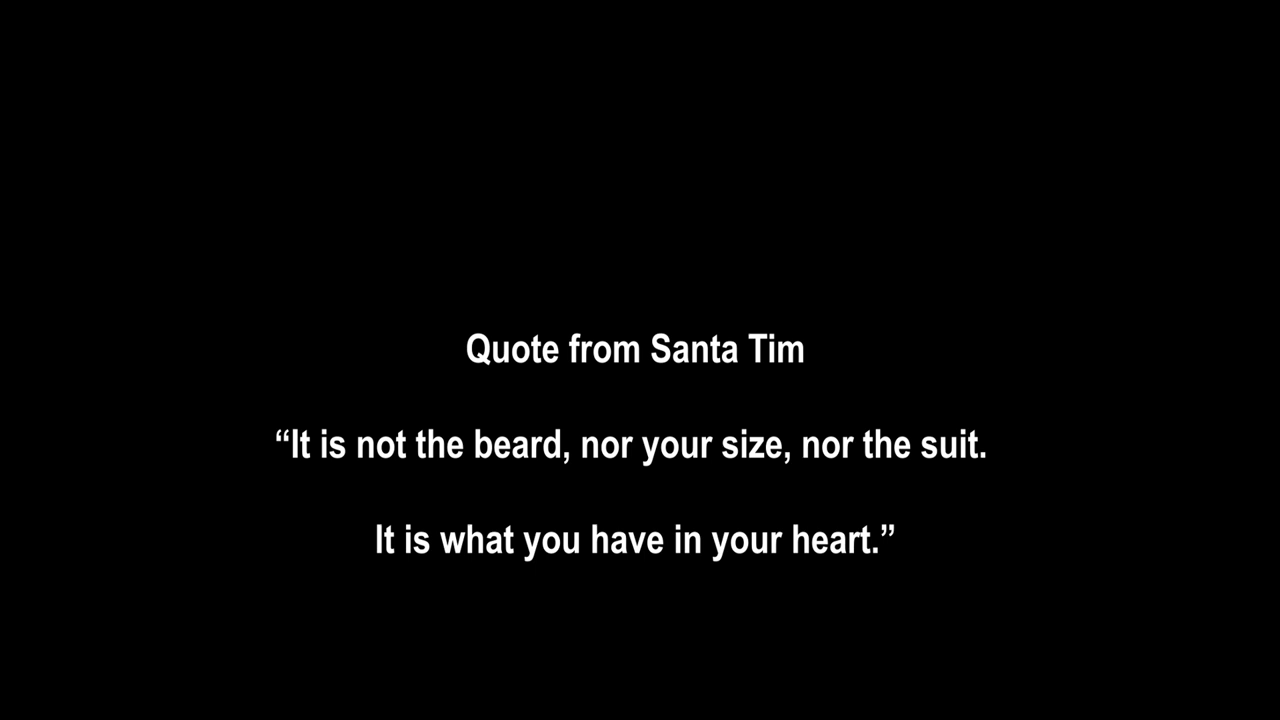 Quote from Santa Tim
“It is not the beard, nor your size, nor the suit.
It is what you have in your heart.”